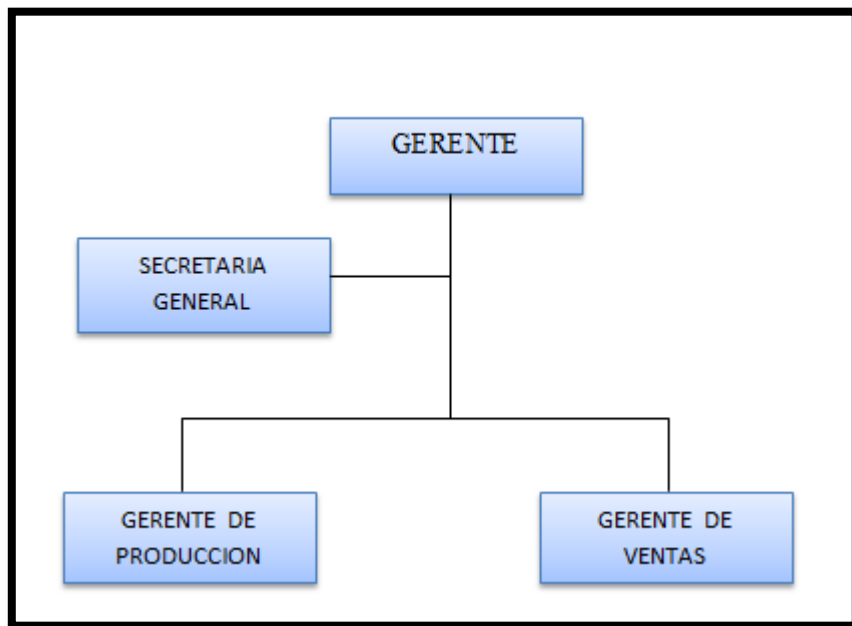 GERENTE
SECRETARIA
GENERAL
GERENTE DE
PRODUCCION
GERENTE DE
VENTAS